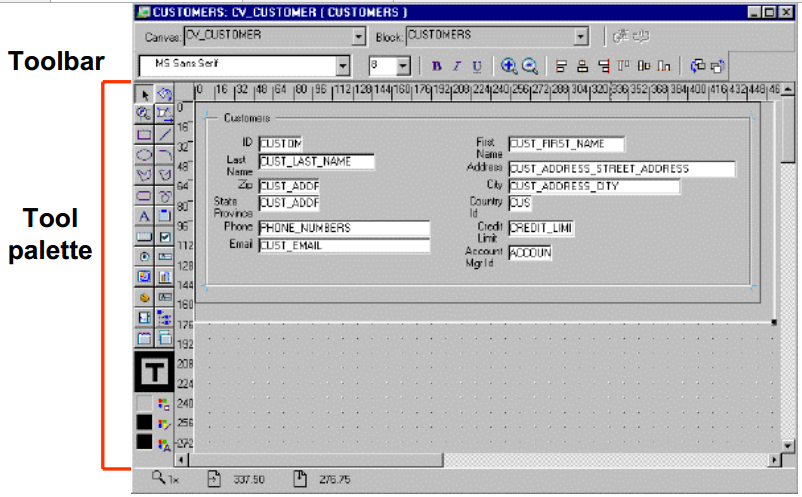 CUSTOMERS: CV_CUSTOMER ( CUSTOMERS )
Canvas: CV_CUSTOMER Block: CUSTOMERS
Toolbar
MS Sans Serif 8 B I U
0 16 32 48 64 80 96 112 128 144 160 176 192 208 224 240 256 272 288 304 320 336 352 368 384 400 416 432 448 46
0
16
32
48
64
80
96
112
128
144
160
176
192
208
224
240
256
272
Tool
palette
A
T
A
Customers
ID CUSTOM
Last Name CUST_LAST_NAME
Zip CUST_ADDF
State Province CUST_ADDF
Phone PHONE_NUMBERS
Email CUST_EMAIL
First Name CUST_FIRST_NAME
Address CUST_ADDRESS_STREET_ADDRESS
City CUST_ADDRESS_CITY
Country Id CUS
Credit Limit CREDIT_LIMI
Account Mgr Id ACCOUN
1x 337.50 276.75